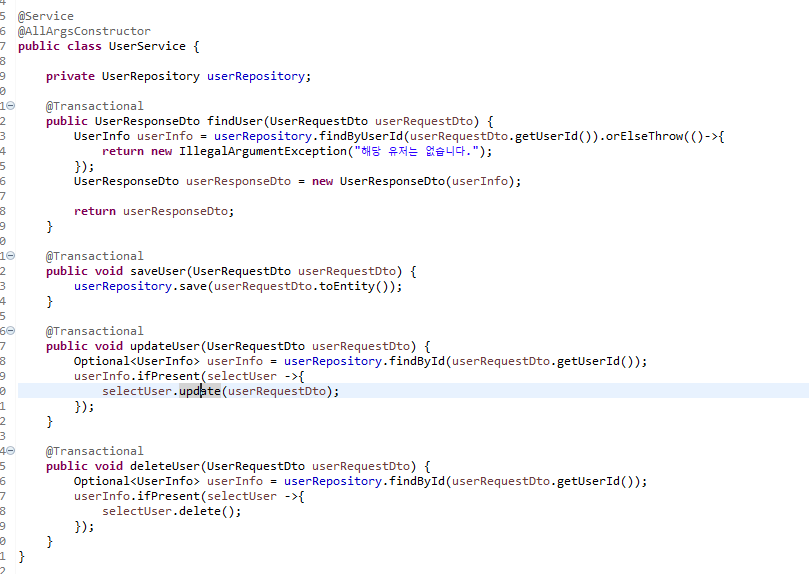 4
5 @Service
6 @AllArgsConstructor
7 public class UserService {
8
9 private UserRepository userRepository;
0
1 @Transactional
2 public UserResponseDto findUser(UserRequestDto userRequestDto) {
3 UserInfo userInfo = userRepository.findByUserId(userRequestDto.getUserId()).orElseThrow(()->{
4 return new IllegalArgumentException("해당 유저는 없습니다.");
5 });
6 UserResponseDto userResponseDto = new UserResponseDto(userInfo);
7
8 return userResponseDto;
9 }
0
1 @Transactional
2 public void saveUser(UserRequestDto userRequestDto) {
3 userRepository.save(userRequestDto.toEntity());
4 }
5
6 @Transactional
7 public void updateUser(UserRequestDto userRequestDto) {
8 Optional<UserInfo> userInfo = userRepository.findById(userRequestDto.getUserId());
9 userInfo.ifPresent(selectUser ->{
0 selectUser.update(userRequestDto);
1 });
2 }
3
4 @Transactional
5 public void deleteUser(UserRequestDto userRequestDto) {
6 Optional<UserInfo> userInfo = userRepository.findById(userRequestDto.getUserId());
7 userInfo.ifPresent(selectUser ->{
8 selectUser.delete();
9 });
0 }
1 }
2